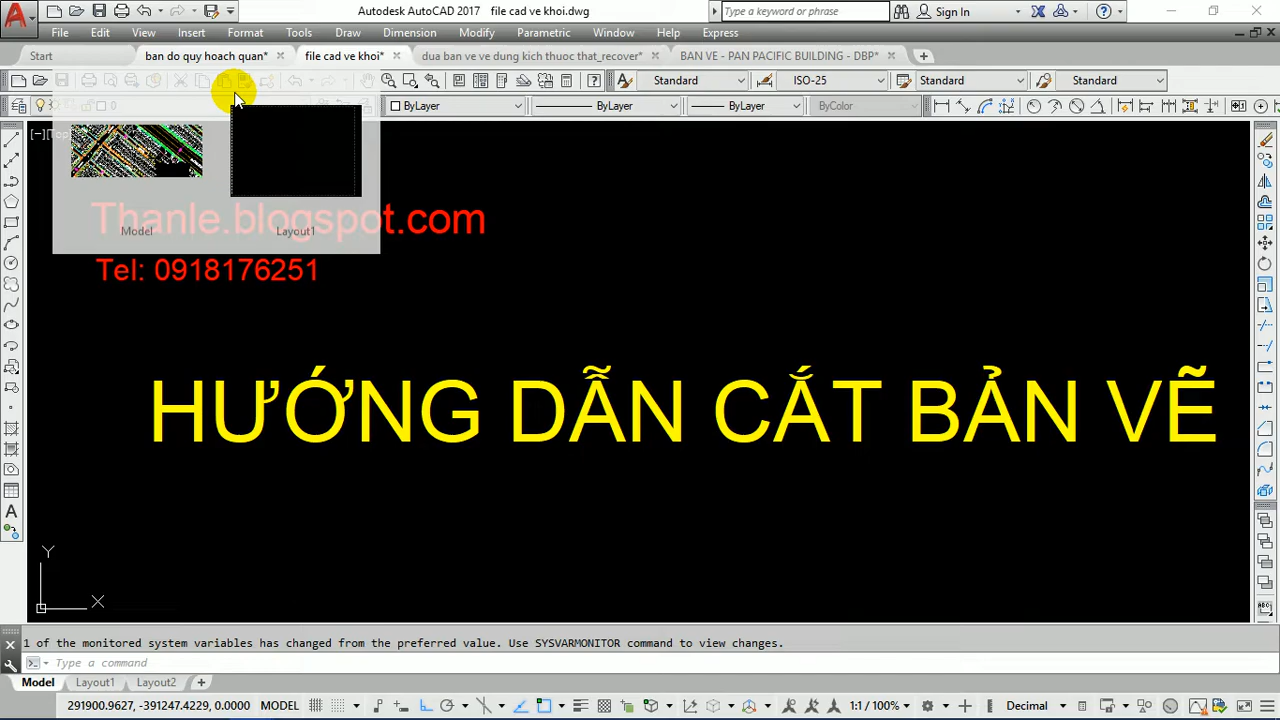 Autodesk AutoCAD 2017 file cad ve khoi.dwg
Type a keyword or phrase
Sign In
File Edit View Insert Format Tools Draw Dimension Modify Parametric Window Help Express
Start
ban do quy hoach quan*
file cad ve khoi*
dua ban ve ve dung kich thuoc that_recover*
BAN VE - PAN PACIFIC BUILDING - DBP*
Standard
ISO-25
Standard
Standard
0
ByLayer
ByLayer
ByLayer
ByColor
[−][Top
Thanle.blogspot.com
Model
Layout1
Tel: 0918176251
HƯỚNG DẪN CẮT BẢN VẼ
Y
X
1 of the monitored system variables has changed from the preferred value. Use SYSVARMONITOR command to view changes.
Type a command
Model
Layout1
Layout2
291900.9627, -391247.4229, 0.0000
MODEL
1:1 / 100%
Decimal